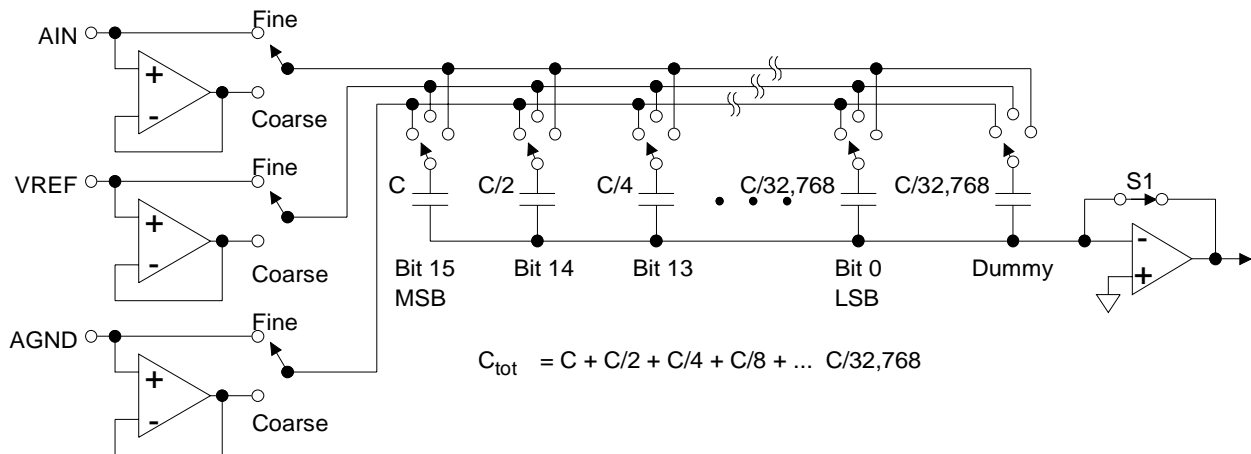 AIN
Fine
+
-
Coarse
VREF
Fine
+
-
Coarse
AGND
Fine
+
-
Coarse
C
C/2
C/4
C/32,768
C/32,768
S1
-
+
Bit 15
MSB
Bit 14
Bit 13
Bit 0
LSB
Dummy
Ctot = C + C/2 + C/4 + C/8 + ... C/32,768